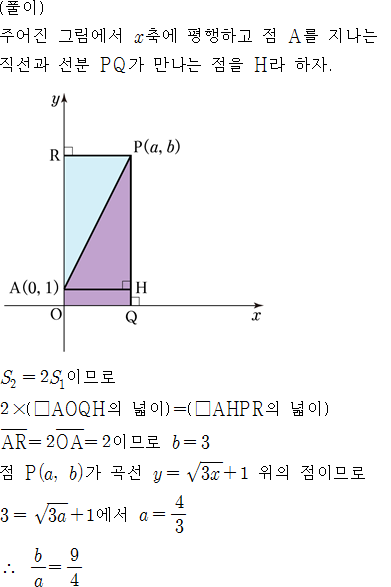 (풀이)
주어진 그림에서 x축에 평행하고 점 A를 지나는
직선과 선분 PQ가 만나는 점을 H라 하자.
y
R
P(a, b)
A(0, 1)
H
O
Q
x
S₂ = 2S₁이므로
2×(□AOQH의 넓이)=(□AHPR의 넓이)
A̅R̅=2O̅A̅=2이므로 b=3
점 P(a, b)가 곡선 y=√(3x)+1 위의 점이므로
3=√(3a)+1에서 a=4/3
∴ b/a=9/4